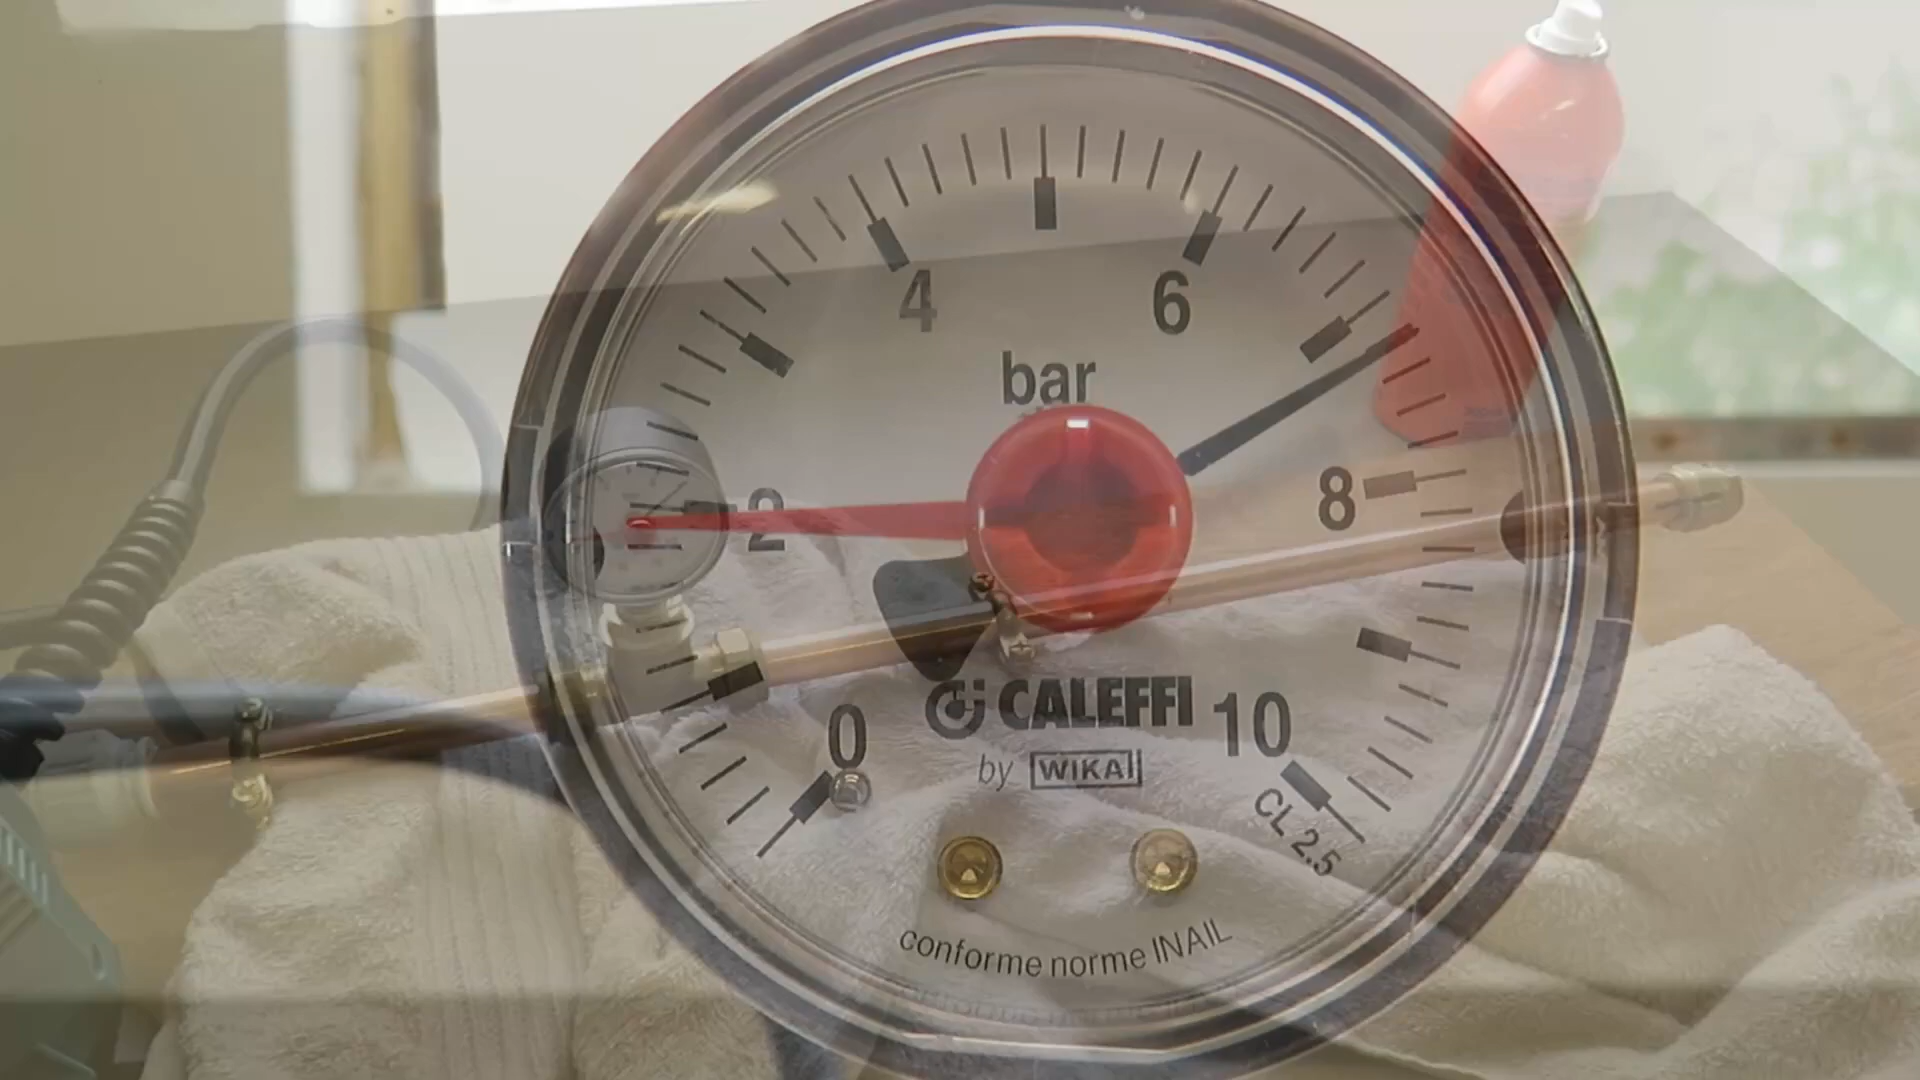 4 6
bar
2 8
CALEFFI
0 10
by WIKA
CL 2.5
conforme norme INAIL